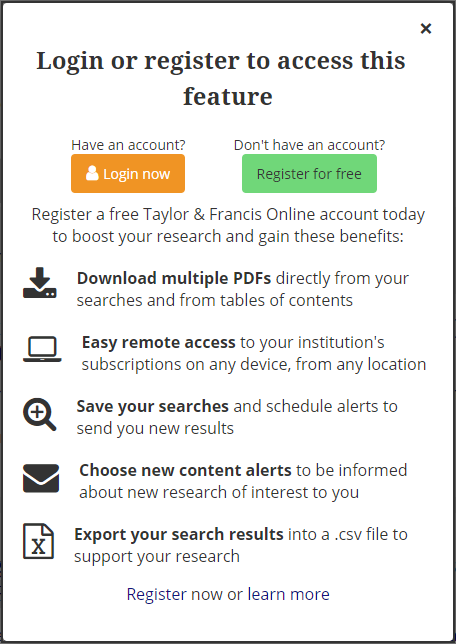 ×
Login or register to access this
feature
Have an account?
Don't have an account?
Login now
Register for free
Register a free Taylor & Francis Online account today
to boost your research and gain these benefits:
Download multiple PDFs directly from your
searches and from tables of contents
Easy remote access to your institution's
subscriptions on any device, from any location
Save your searches and schedule alerts to
send you new results
Choose new content alerts to be informed
about new research of interest to you
Export your search results into a .csv file to
support your research
Register now or learn more